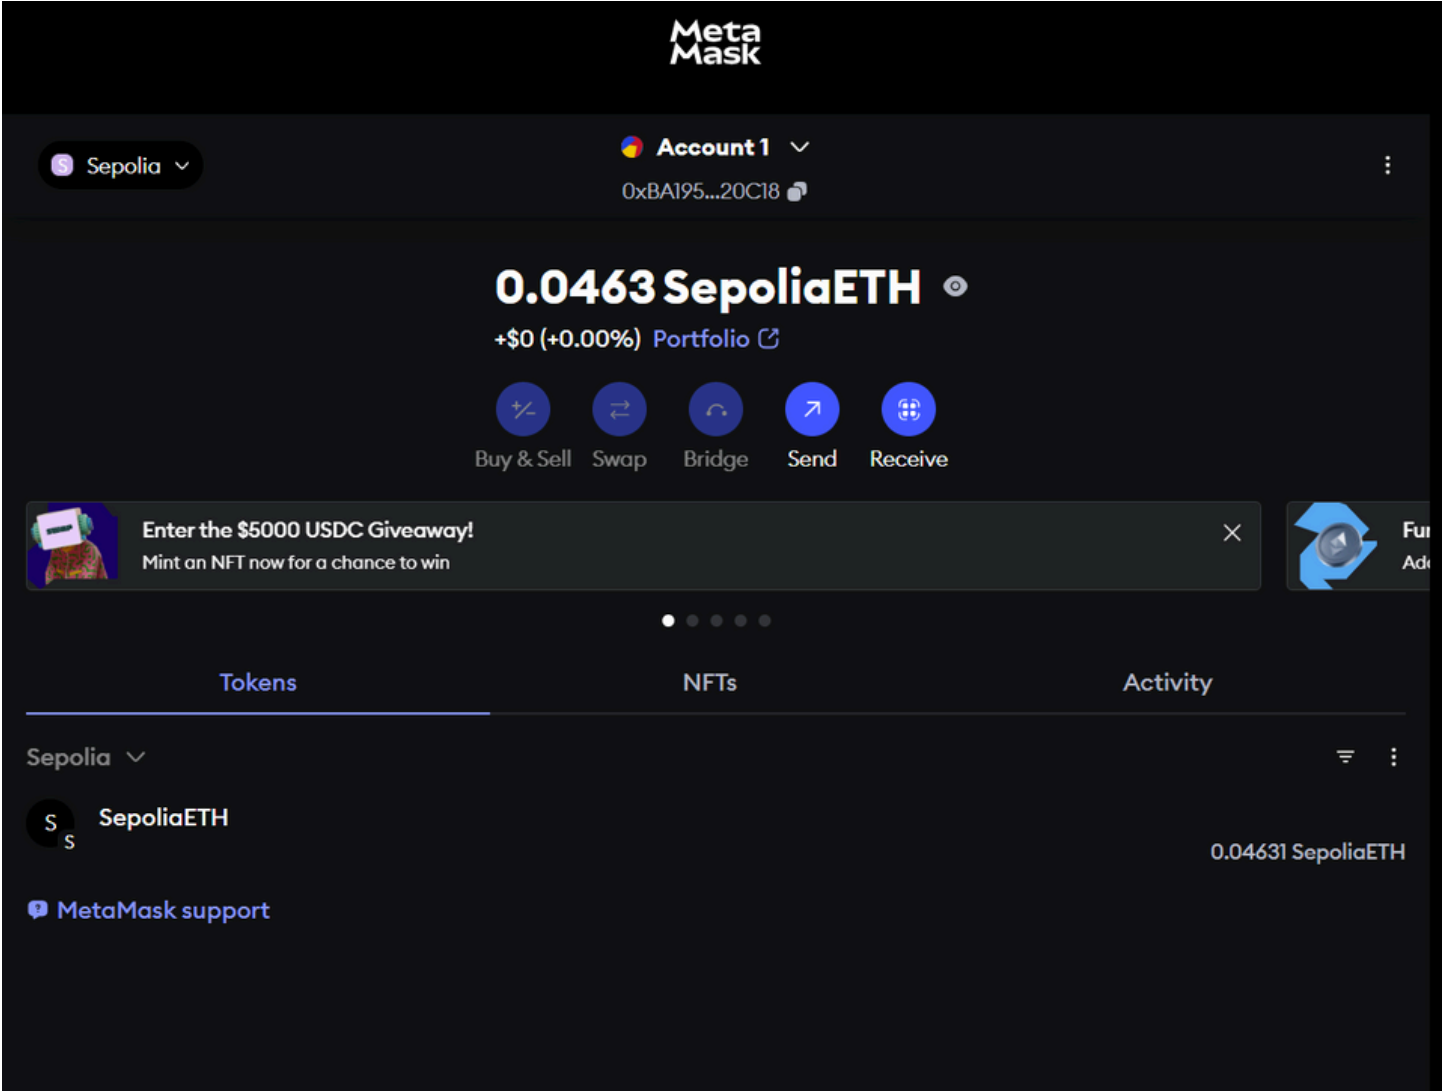 Meta
Mask
S Sepolia
Account 1
0xBA195...20C18
0.0463 SepoliaETH
+$0 (+0.00%) Portfolio
Buy & Sell Swap Bridge Send Receive
Enter the $5000 USDC Giveaway!
Mint an NFT now for a chance to win
Fu
Ad
Tokens NFTs Activity
Sepolia
S S SepoliaETH
0.04631 SepoliaETH
MetaMask support